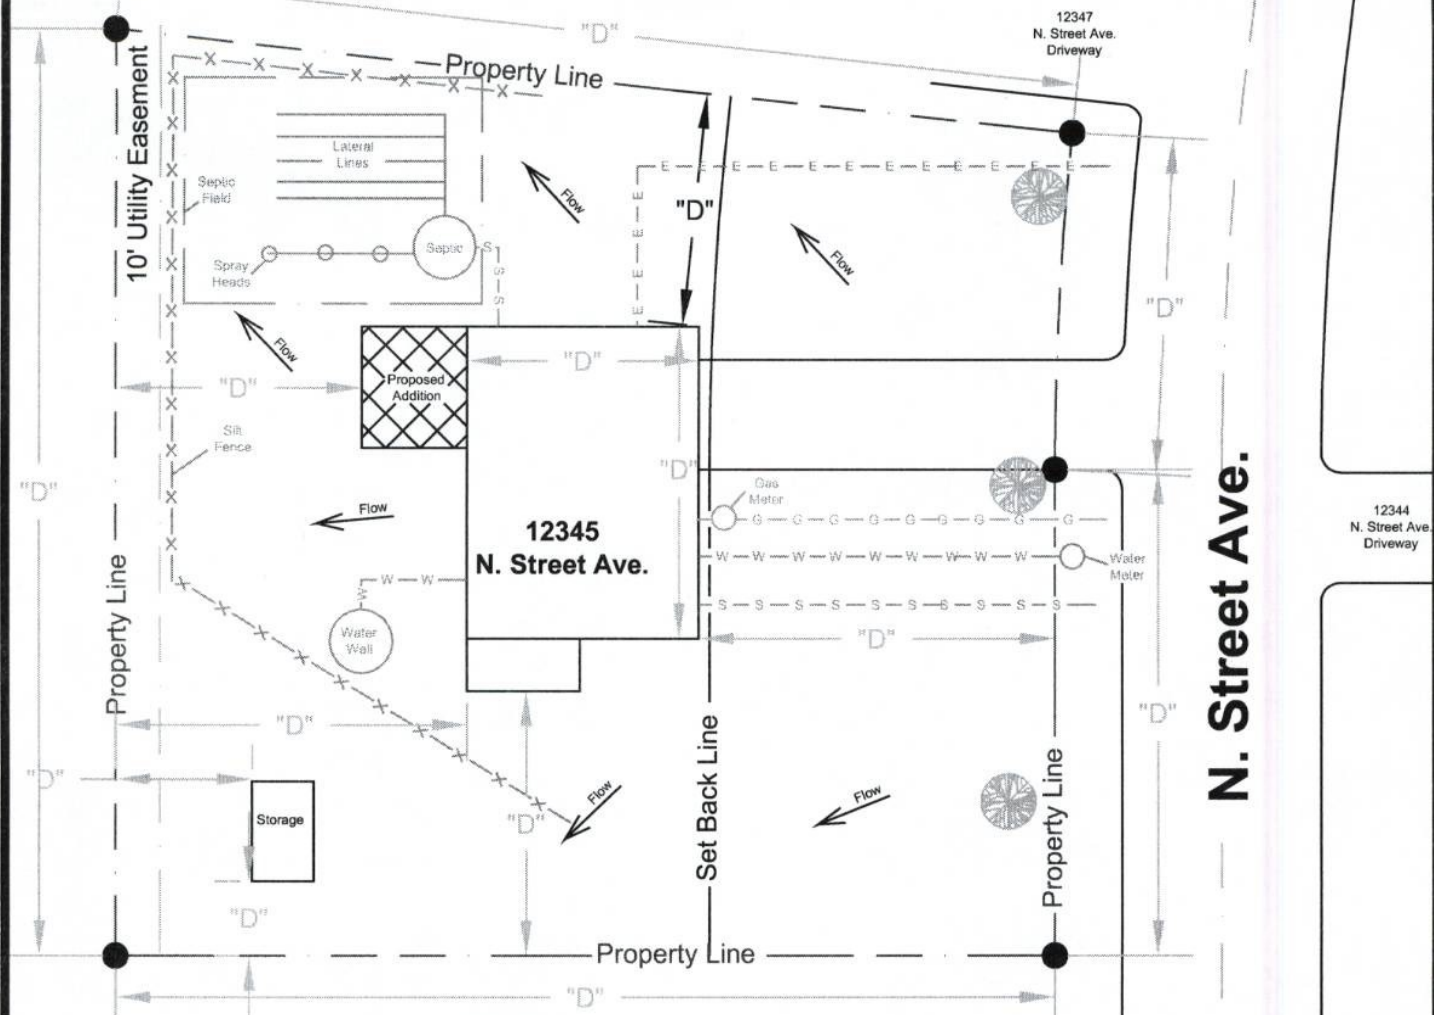 12347
N. Street Ave.
Driveway
"D"
Property Line
10' Utility Easement
X X X X X X X
Lateral
Lines
E E E E E E E E E E E
Septic
Field
Flow
"D"
Flow
Septic
S
S
S
E
E
E
E
Spray
Heads
"D"
Flow
"D"
"D"
Proposed
Addition
Silt
Fence
"D"
"D"
Gas
Meter
Flow
G G G G G G G G G
12344
N. Street Ave.
Driveway
12345
N. Street Ave.
W W W W W W W W W
Water
Meter
W W
W
S S S S S S S S S S
Water
Well
"D"
Property Line
N. Street Ave.
"D"
"D"
"D"
Set Back Line
Property Line
Storage
Flow
Flow
"D"
"D"
Property Line
"D"